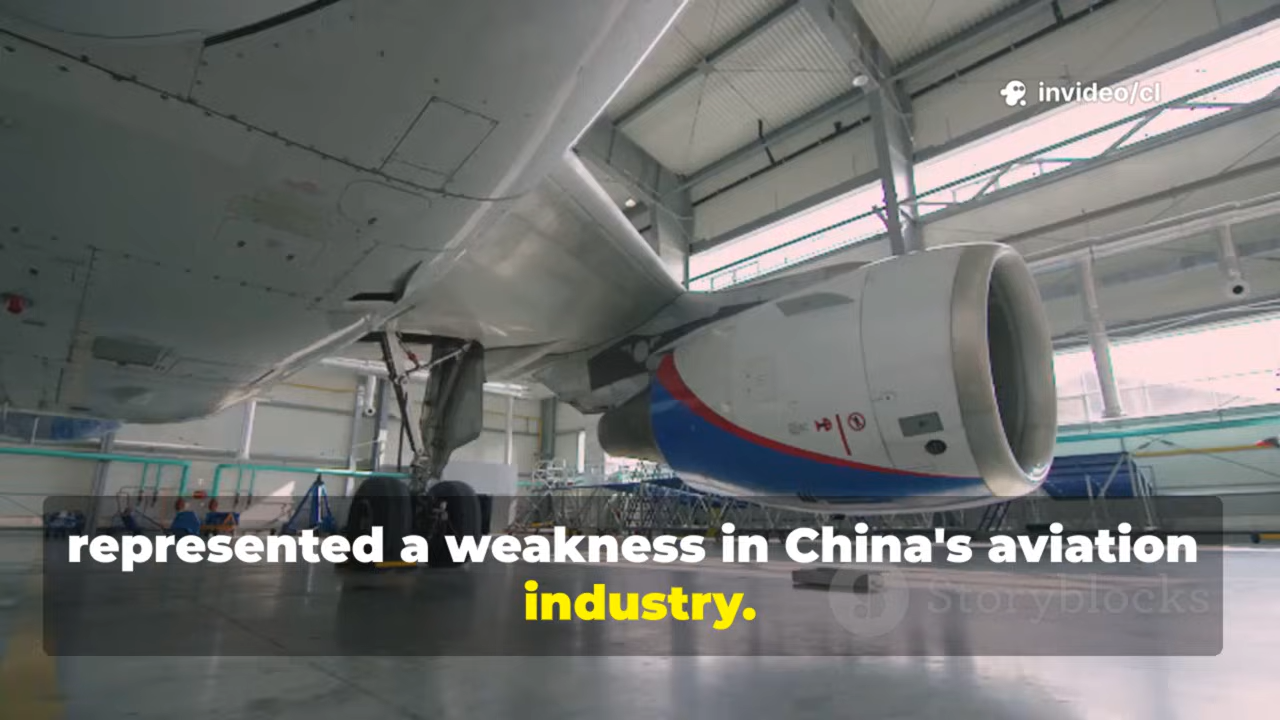 invideo/cl
represented a weakness in China's aviation
industry.
Storyblocks